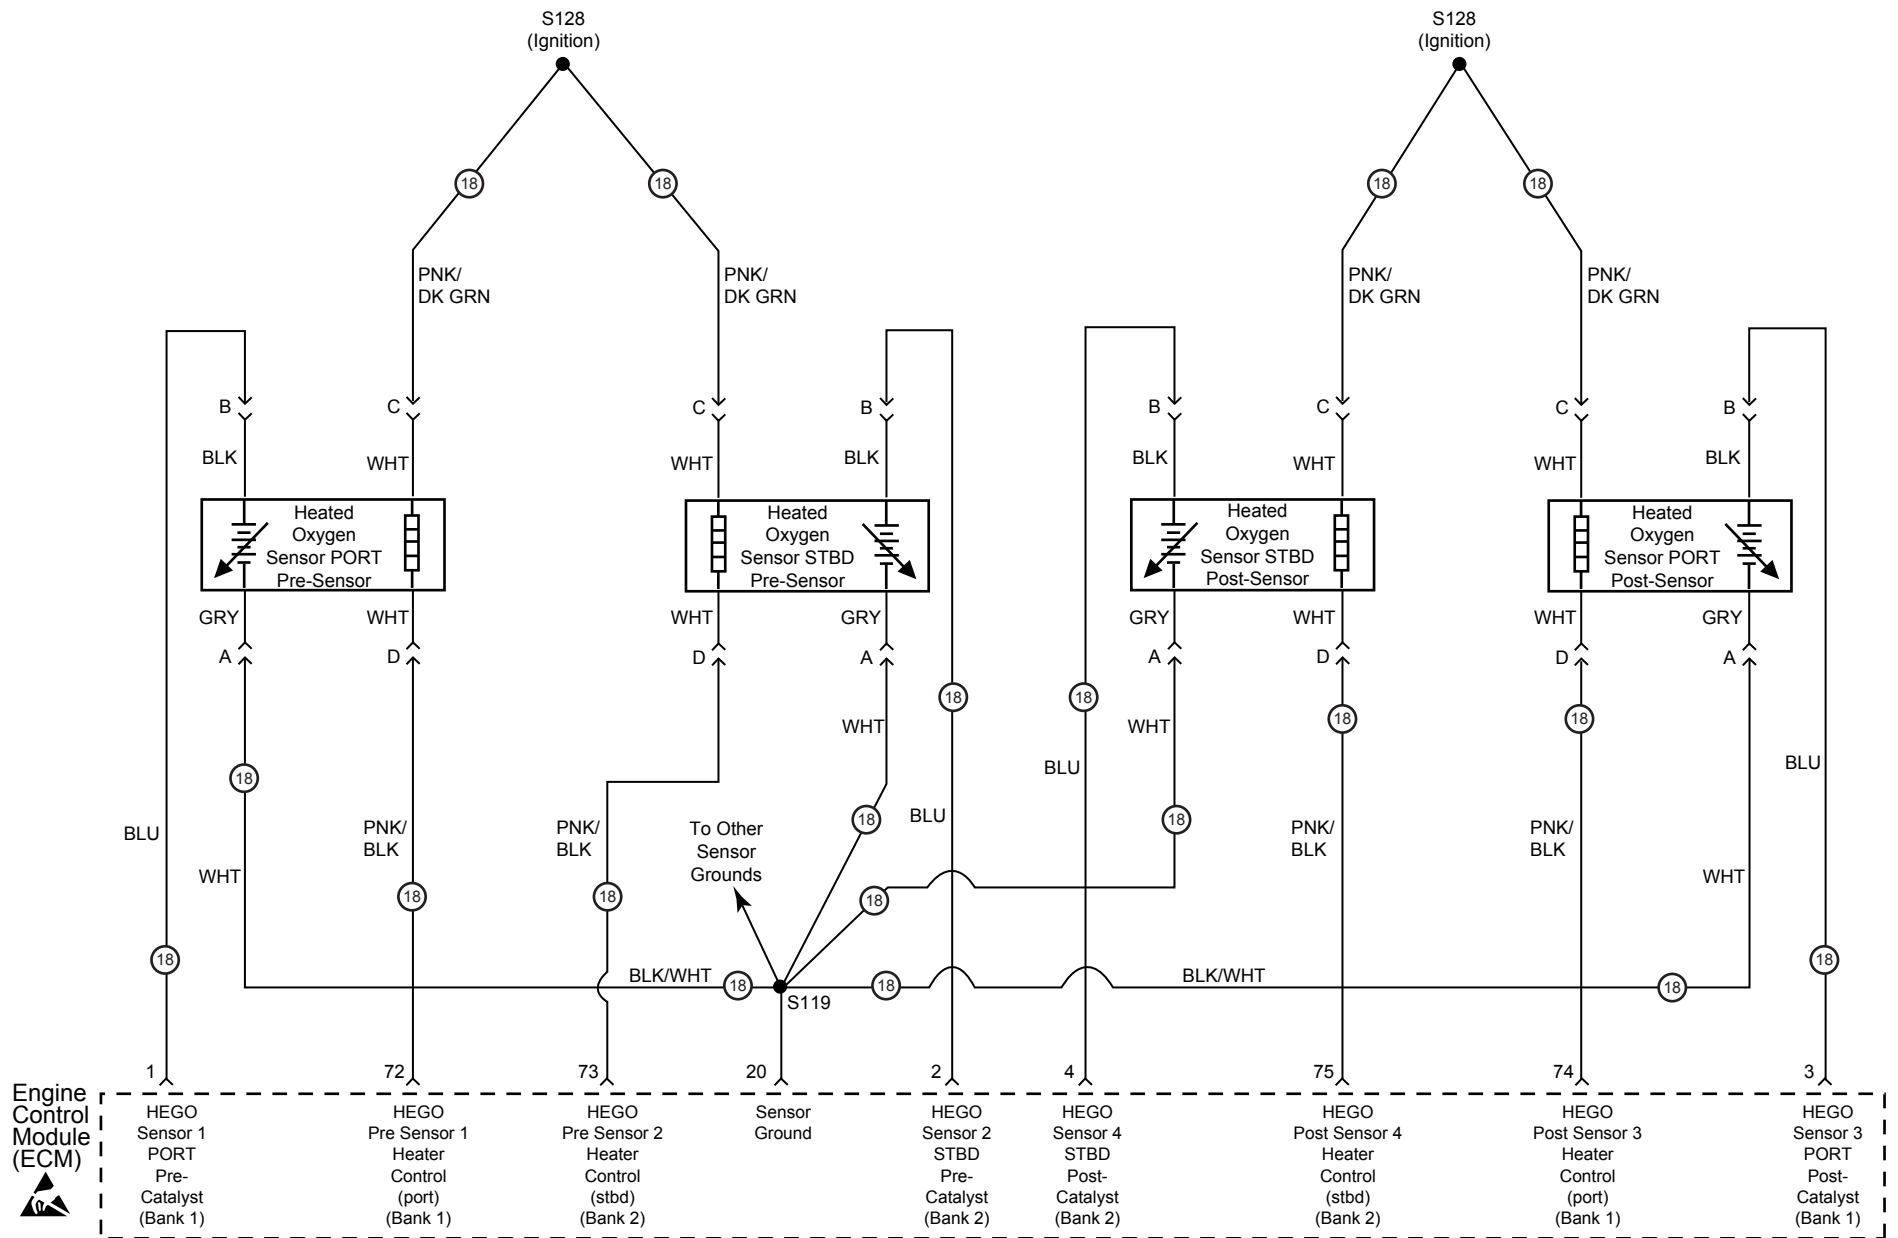 S128
(Ignition)
S128
(Ignition)
18
18
18
18
PNK/
DK GRN
PNK/
DK GRN
PNK/
DK GRN
PNK/
DK GRN
B
C
C
B
B
C
C
B
BLK
WHT
WHT
BLK
BLK
WHT
WHT
BLK
Heated
Oxygen
Sensor PORT
Pre-Sensor
Heated
Oxygen
Sensor STBD
Pre-Sensor
Heated
Oxygen
Sensor STBD
Post-Sensor
Heated
Oxygen
Sensor PORT
Post-Sensor
GRY
WHT
WHT
GRY
GRY
WHT
WHT
GRY
A
D
D
A
A
D
D
A
18
18
18
18
WHT
WHT
18
BLU
BLU
18
18
BLU
BLU
PNK/
BLK
PNK/
BLK
To Other
Sensor
Grounds
PNK/
BLK
PNK/
BLK
WHT
WHT
18
18
18
18
18
BLK/WHT
18
18
BLK/WHT
18
S119
1
72
73
20
2
4
75
74
3
Engine
Control
Module
(ECM)
HEGO
Sensor 1
PORT
Pre-
Catalyst
(Bank 1)
HEGO
Pre Sensor 1
Heater
Control
(port)
(Bank 1)
HEGO
Pre Sensor 2
Heater
Control
(stbd)
(Bank 2)
Sensor
Ground
HEGO
Sensor 2
STBD
Pre-
Catalyst
(Bank 2)
HEGO
Sensor 4
STBD
Post-
Catalyst
(Bank 2)
HEGO
Post Sensor 4
Heater
Control
(stbd)
(Bank 2)
HEGO
Post Sensor 3
Heater
Control
(port)
(Bank 1)
HEGO
Sensor 3
PORT
Post-
Catalyst
(Bank 1)